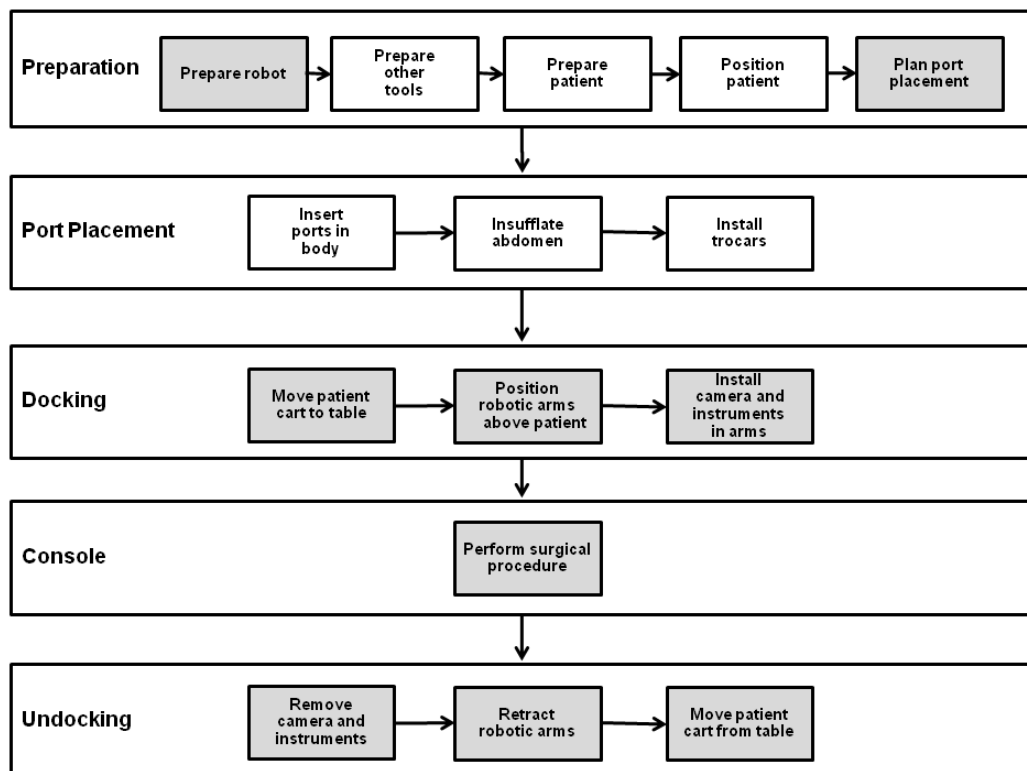 Preparation
Prepare robot
Prepare
other
tools
Prepare
patient
Position
patient
Plan port
placement
Port Placement
Insert
ports in
body
Insufflate
abdomen
Install
trocars
Docking
Move patient
cart to table
Position
robotic arms
above patient
Install
camera and
instruments
in arms
Console
Perform surgical
procedure
Undocking
Remove
camera and
instruments
Retract
robotic arms
Move patient
cart from table